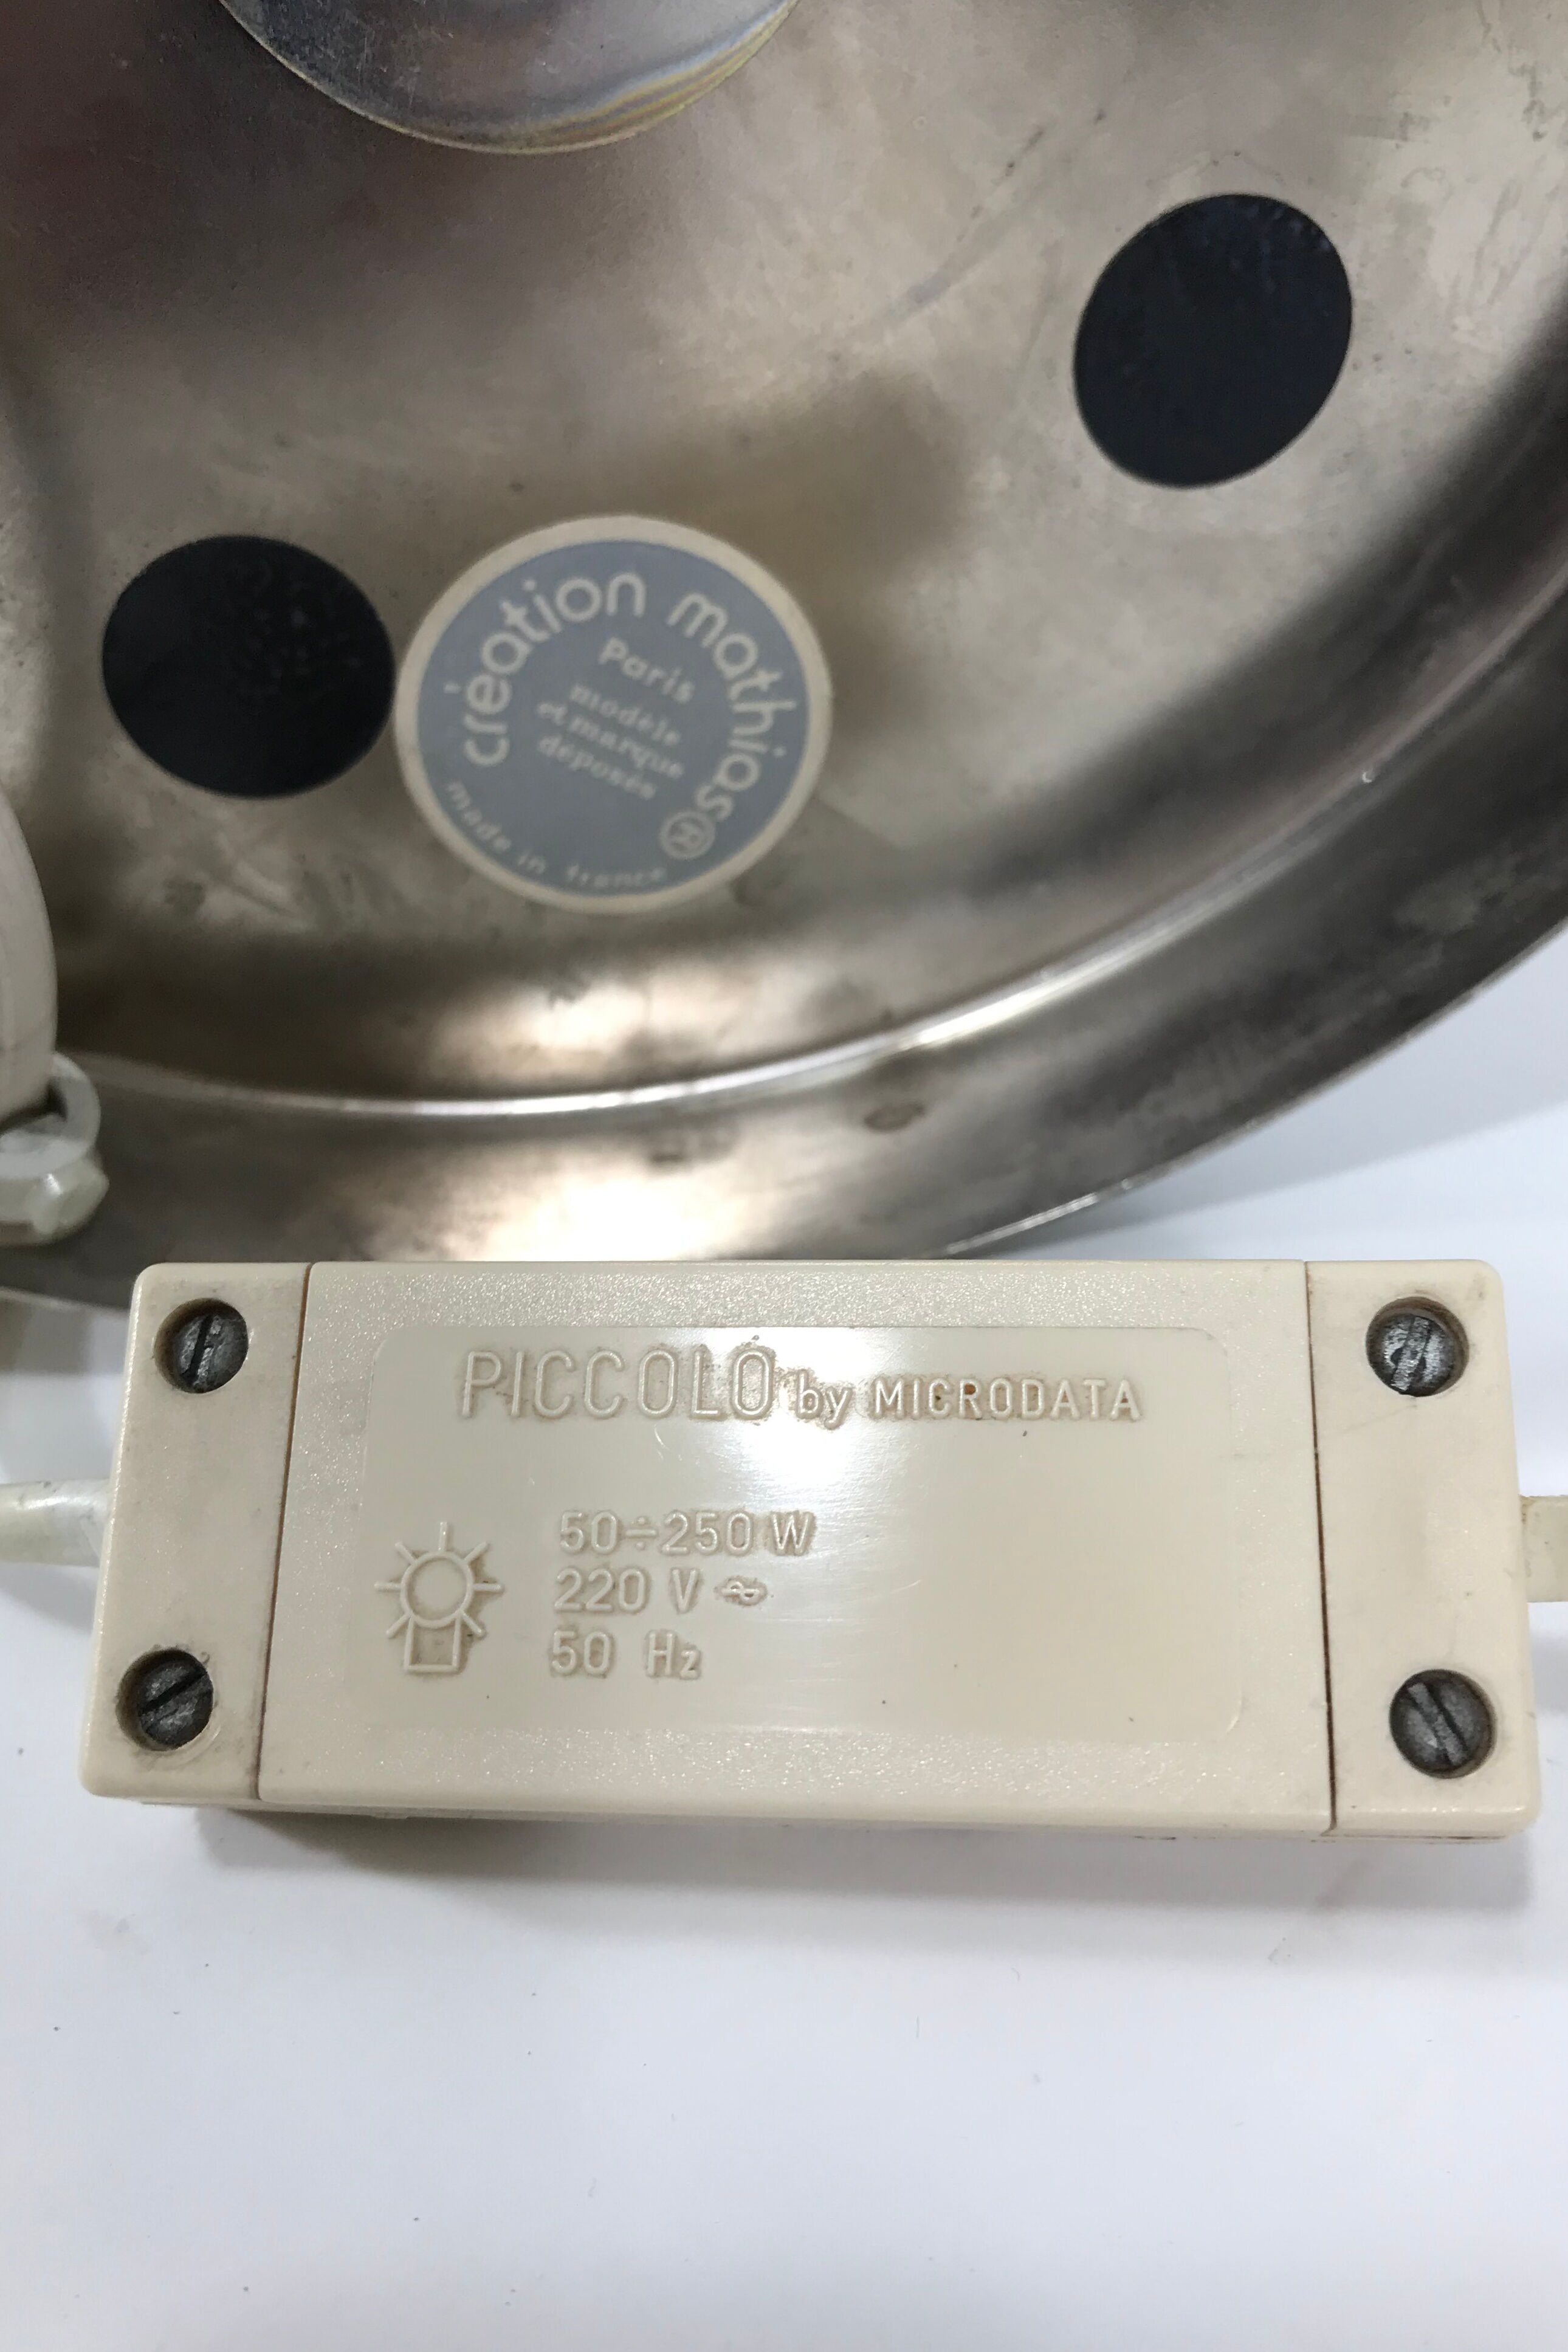 création mathias®
Paris
modèle
et marque
déposés
made in france
PICCOLO by MICRODATA
50÷250 W
220 V ~
50 Hz